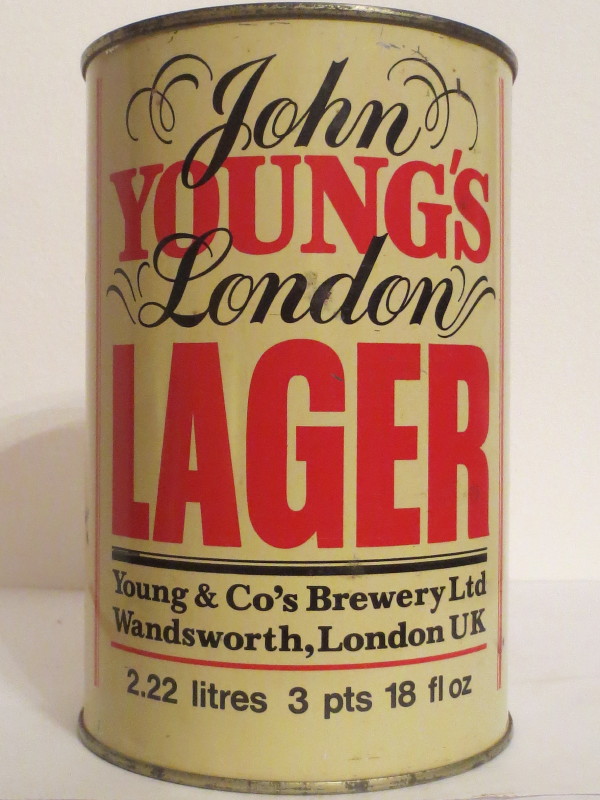 John
YOUNG'S
London
LAGER
Young & Co's Brewery Ltd
Wandsworth, London UK
2.22 litres 3 pts 18 fl oz